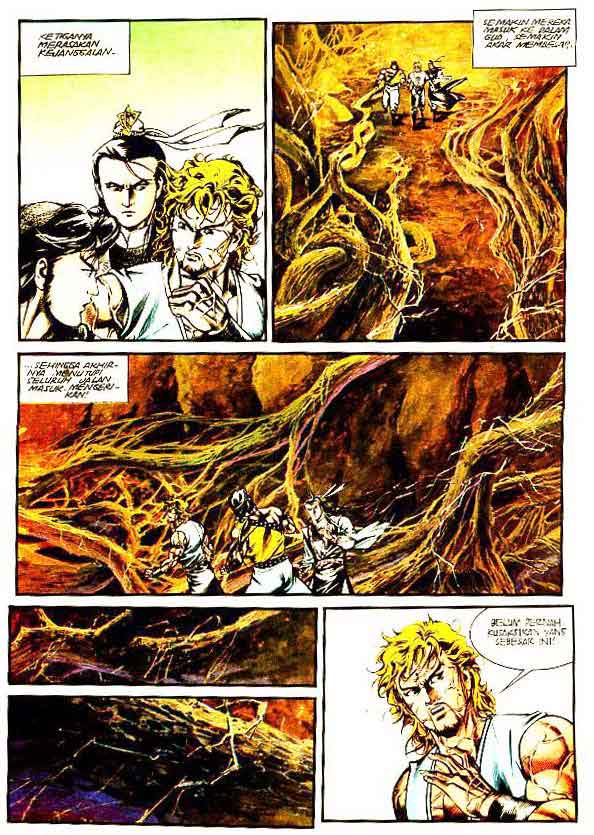 KETIGANYA
MERASAKAN
KEJANGGALAN..
SEMAKIN MEREKA
MASUK KE DALAM
GUA, SEMAKIN
AKAR MEMBELIT..
...SEHINGGA AKHIR-
NYA MENUTUPI
SELURUH JALAN
MASUK. MENGERI-
KAN!
BELUM PERNAH
KUSAKSIKAN YANG
SEBESAR INI!